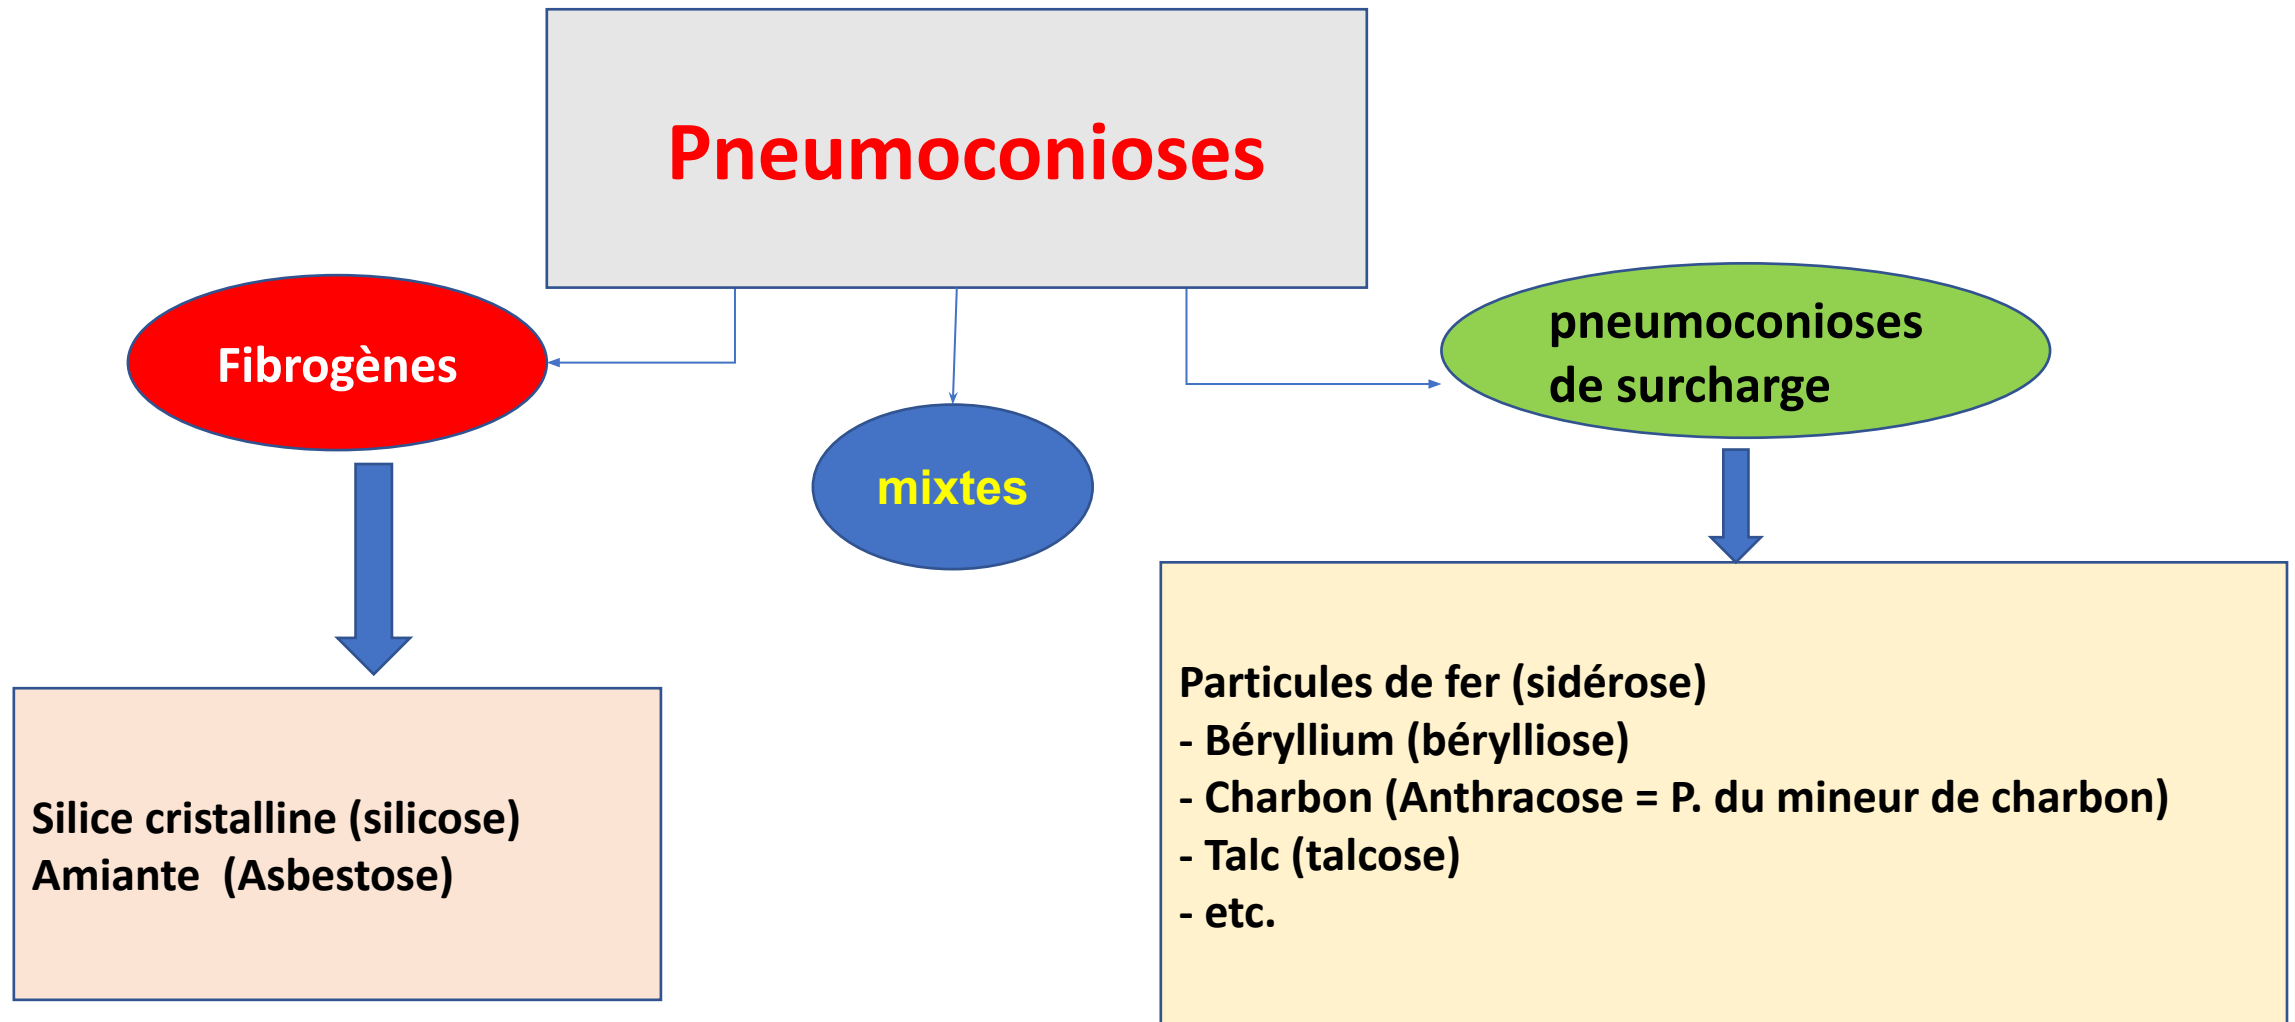 Pneumoconioses
Fibrogènes
mixtes
pneumoconioses
de surcharge
Silice cristalline (silicose)
Amiante  (Asbestose)
Particules de fer (sidérose)
- Béryllium (bérylliose)
- Charbon (Anthracose = P. du mineur de charbon)
- Talc (talcose)
- etc.